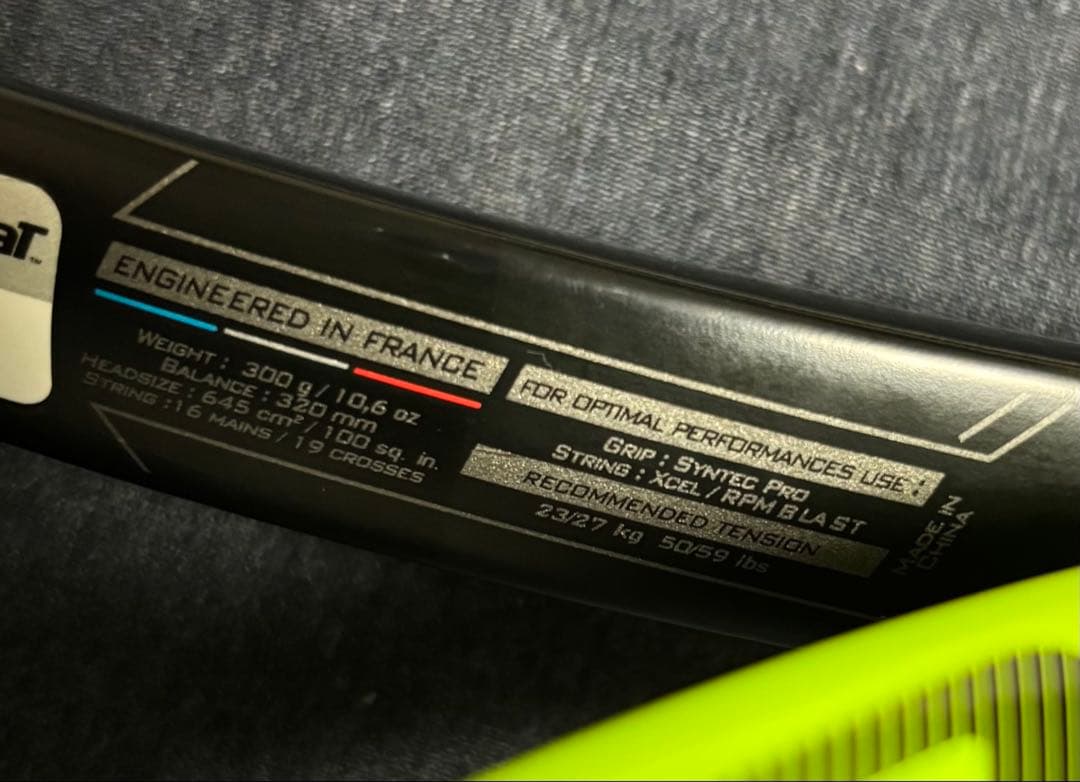 aT™
ENGINEERED IN FRANCE
WEIGHT : 300 g / 10,6 oz
BALANCE : 320 mm
HEADSIZE : 645 cm² / 100 sq. in.
STRING : 16 MAINS / 19 CROSSES
FOR OPTIMAL PERFORMANCES USE :
GRIP : SYNTEC PRO
STRING : XCEL / RPM BLAST
RECOMMENDED TENSION
23/27 kg 50/59 lbs
MADE IN
CHINA